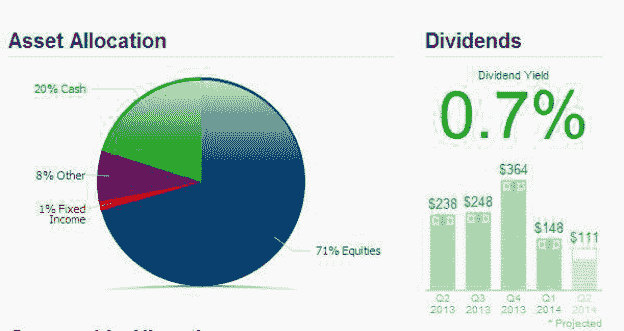 Asset Allocation
20% Cash
8% Other
1% Fixed
Income
71% Equities
Dividends
Dividend Yield
0.7%
$238
$248
$364
$148
$111
Q2
2013
Q3
2013
Q4
2013
Q1
2014
Q2
2014
* Projected